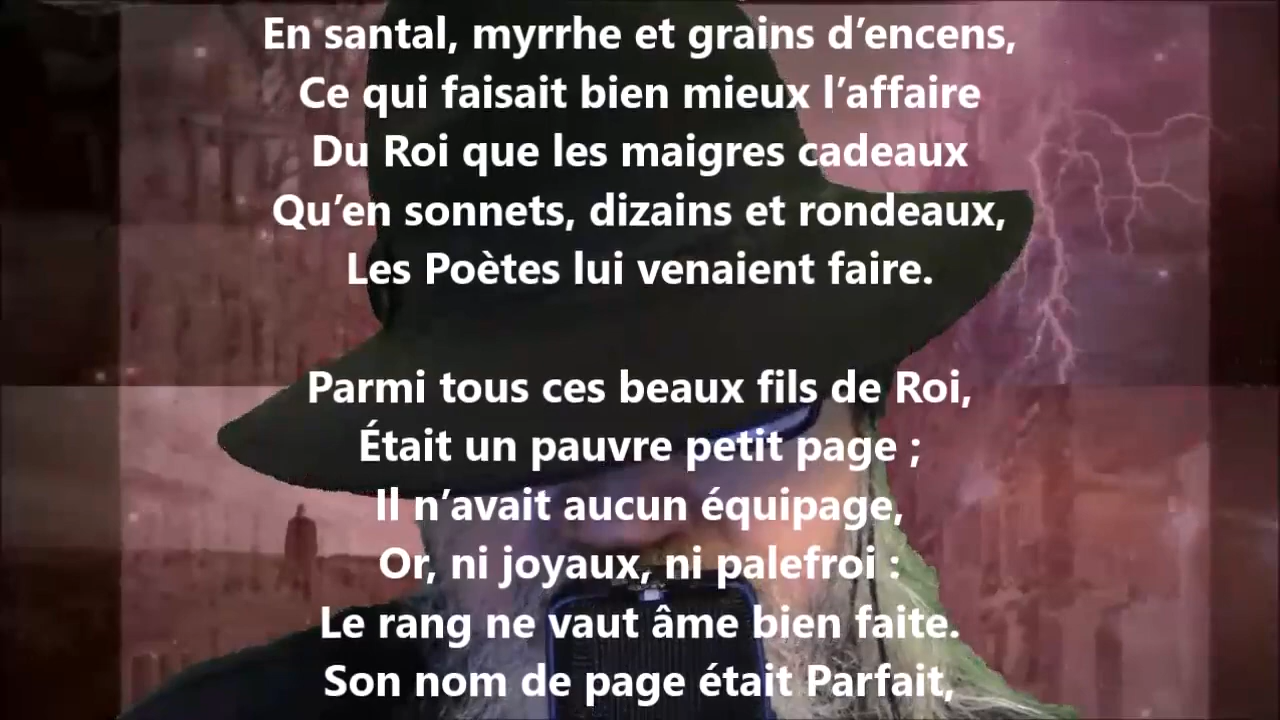 En santal, myrrhe et grains d’encens,
Ce qui faisait bien mieux l’affaire
Du Roi que les maigres cadeaux
Qu’en sonnets, dizains et rondeaux,
Les Poètes lui venaient faire.
Parmi tous ces beaux fils de Roi,
Était un pauvre petit page ;
Il n’avait aucun équipage,
Or, ni joyaux, ni palefroi :
Le rang ne vaut âme bien faite.
Son nom de page était Parfait,